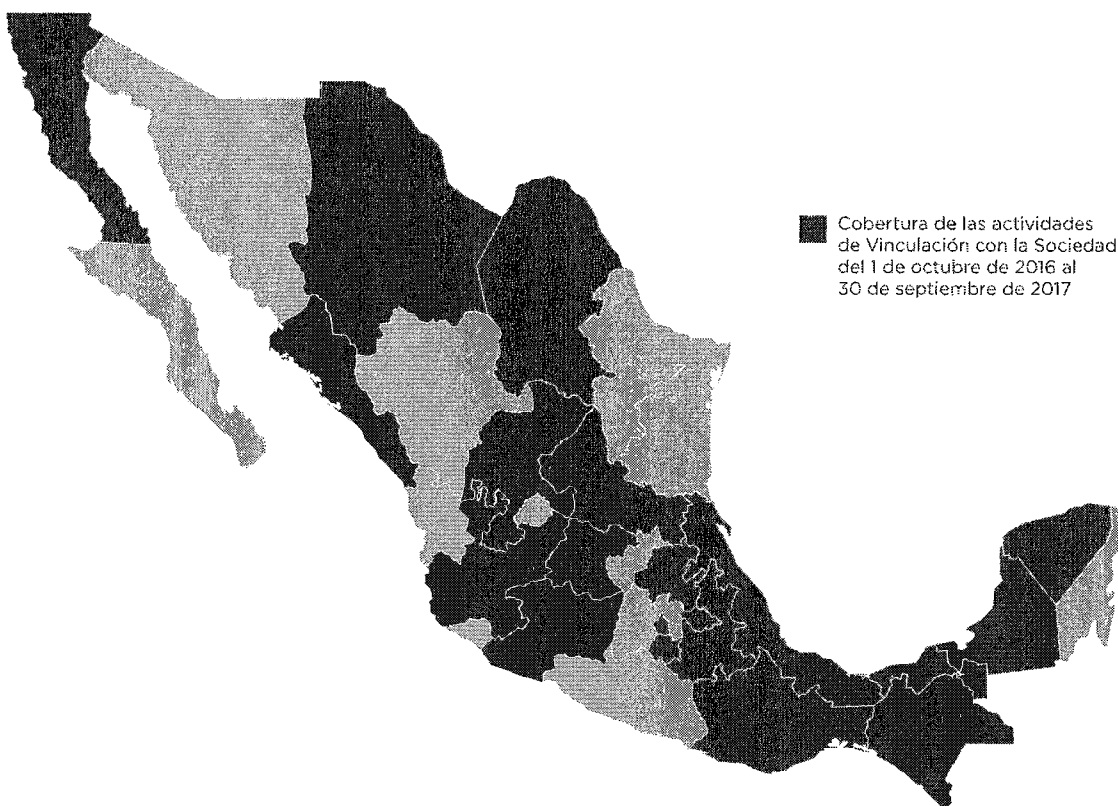 Cobertura de las actividades
de Vinculación con la Sociedad
del 1 de octubre de 2016 al
30 de septiembre de 2017